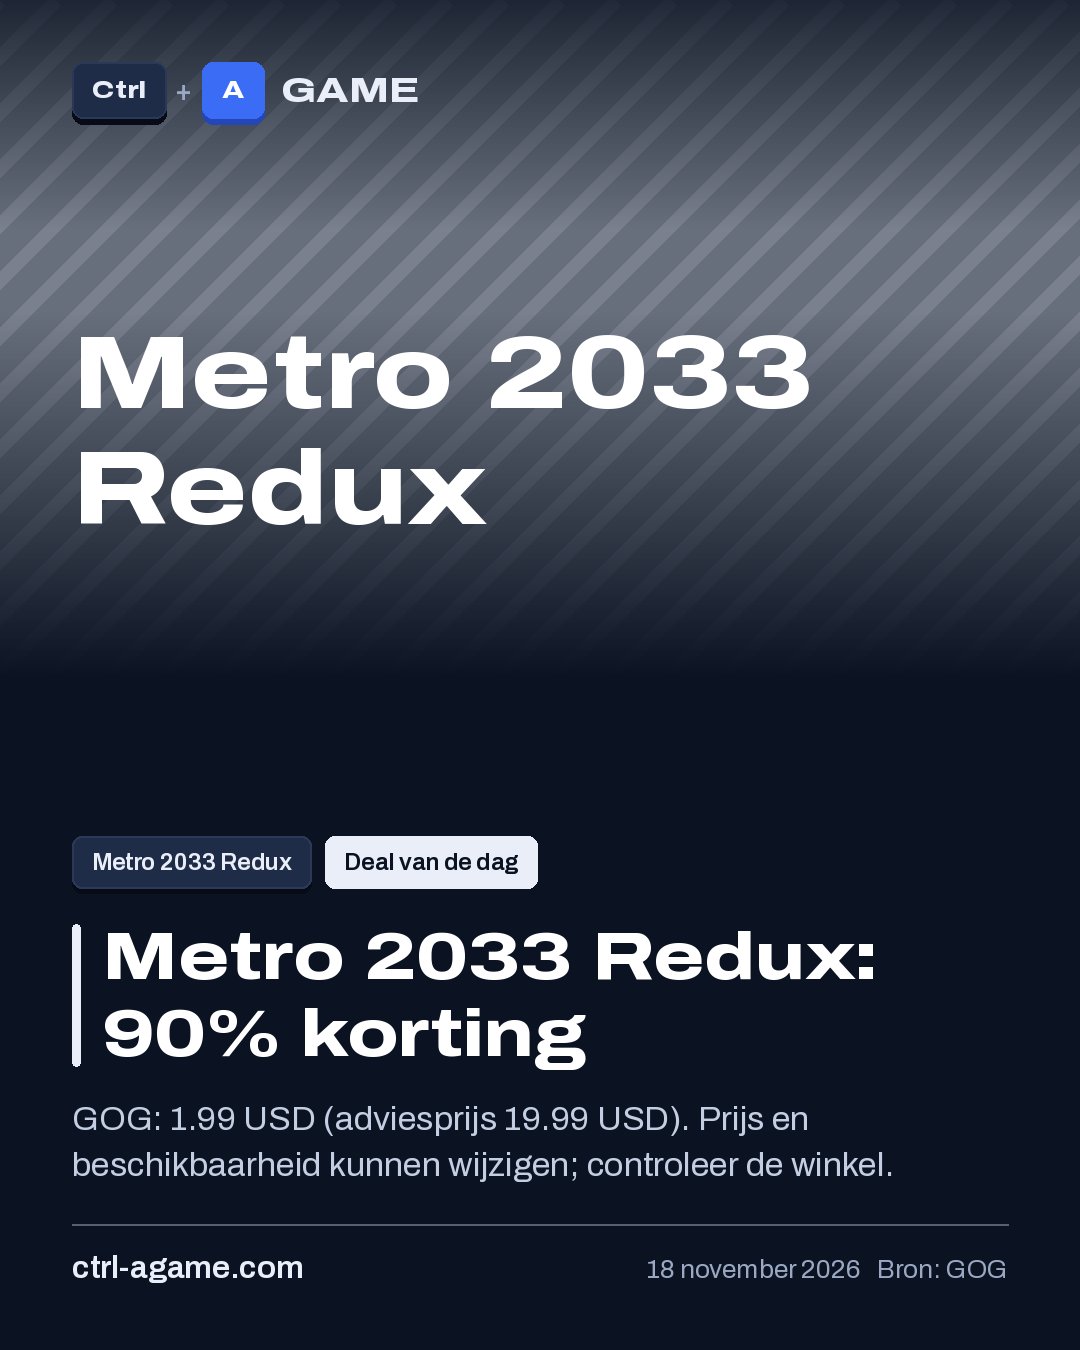 Ctrl + A GAME
Metro 2033
Redux
Metro 2033 Redux Deal van de dag
Metro 2033 Redux:
90% korting
GOG: 1.99 USD (adviesprijs 19.99 USD). Prijs en
beschikbaarheid kunnen wijzigen; controleer de winkel.
ctrl-agame.com 18 november 2026 Bron: GOG